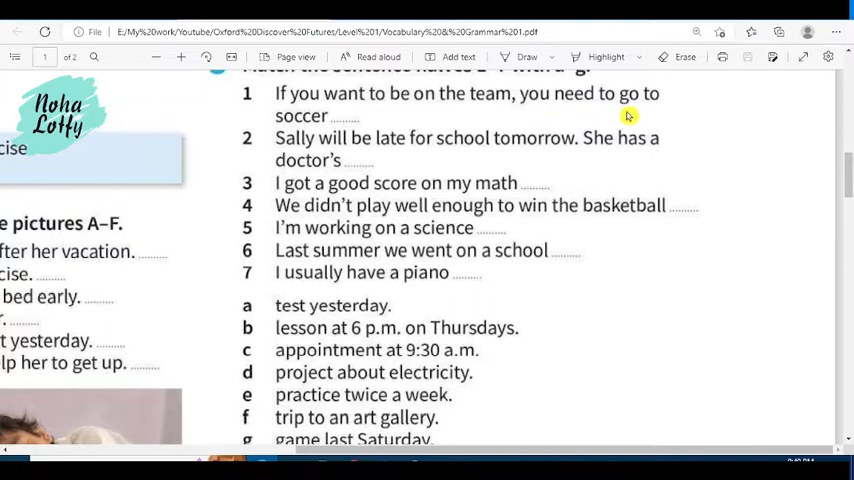 E:/My%20work/Youtube/Oxford%20Discover%20Futures/Level%201/Vocabulary%20&%20Grammar%201.pdf
1 of 2 Page view Read aloud Add text Draw Highlight Erase
Noha
Lotfy
cise
e pictures A–F.
fter her vacation. ..........
cise. ..........
bed early. ..........
r. ..........
t yesterday. ..........
elp her to get up. ..........
1 If you want to be on the team, you need to go to
soccer ..........
2 Sally will be late for school tomorrow. She has a
doctor's ..........
3 I got a good score on my math ..........
4 We didn't play well enough to win the basketball ..........
5 I'm working on a science ..........
6 Last summer we went on a school ..........
7 I usually have a piano ..........
a test yesterday.
b lesson at 6 p.m. on Thursdays.
c appointment at 9:30 a.m.
d project about electricity.
e practice twice a week.
f trip to an art gallery.
g game last Saturday.